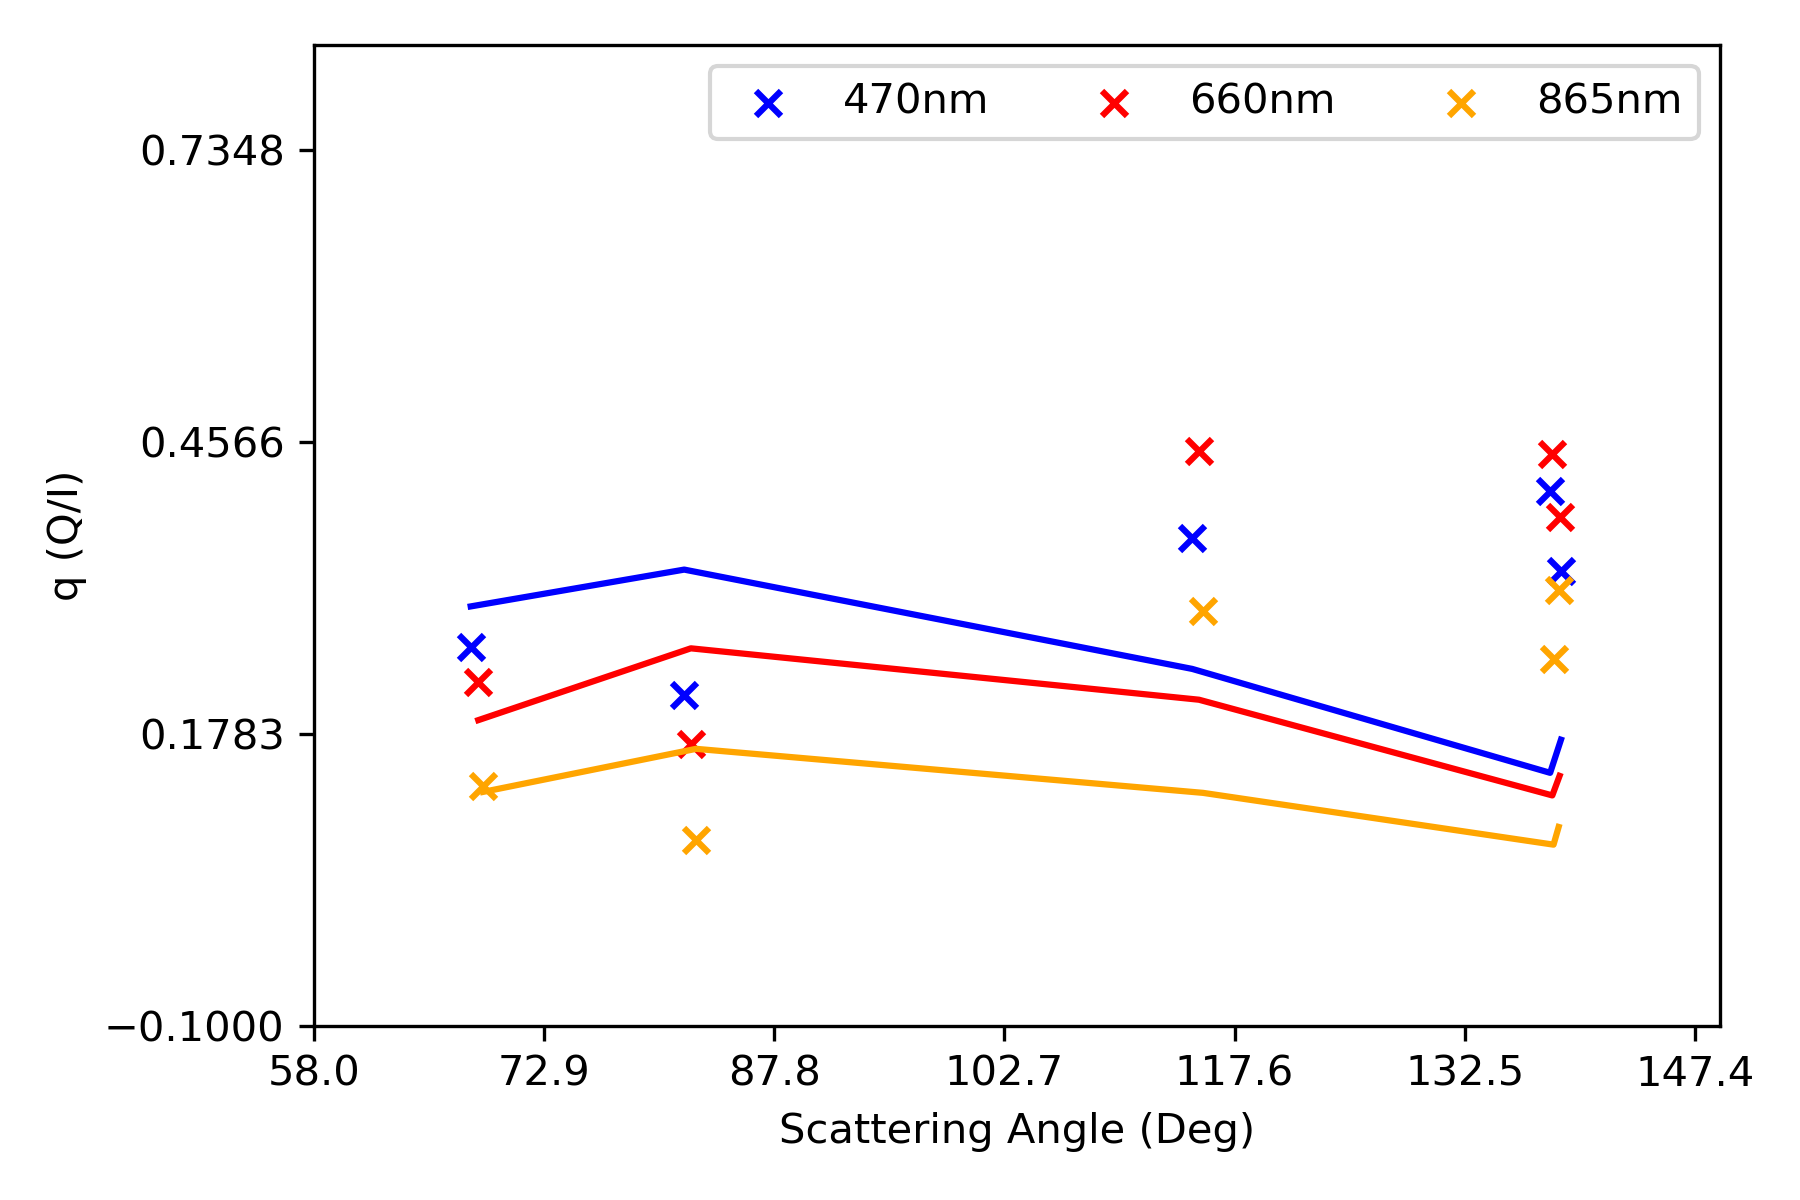 470nm 660nm 865nm
0.7348
0.4566
0.1783
−0.1000
q (Q/I)
58.0 72.9 87.8 102.7 117.6 132.5 147.4
Scattering Angle (Deg)